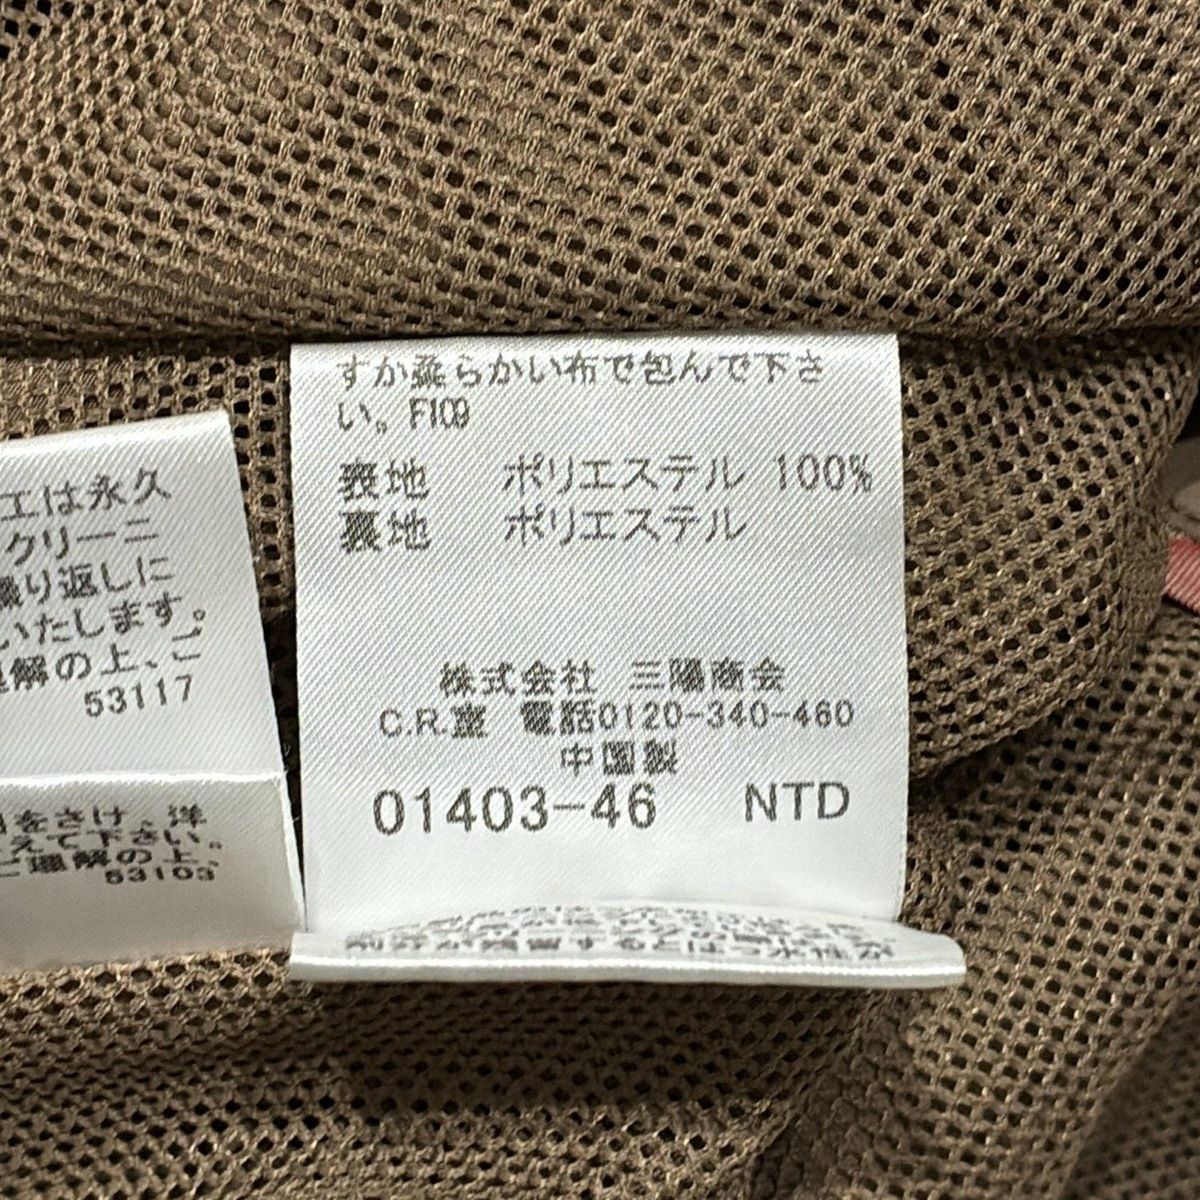 すか柔らかい布で包んで下さ
い。F109
表地 ポリエステル 100%
裏地 ポリエステル
株式会社 三陽商会
C.R.室 電話0120-340-460
中国製
01403-46 NTD
工は永久
クリーニ
繰り返しに
いたします。
理解の上、ご
53117
をさけ、洋
えて下さい。
ご理解の上、
53103